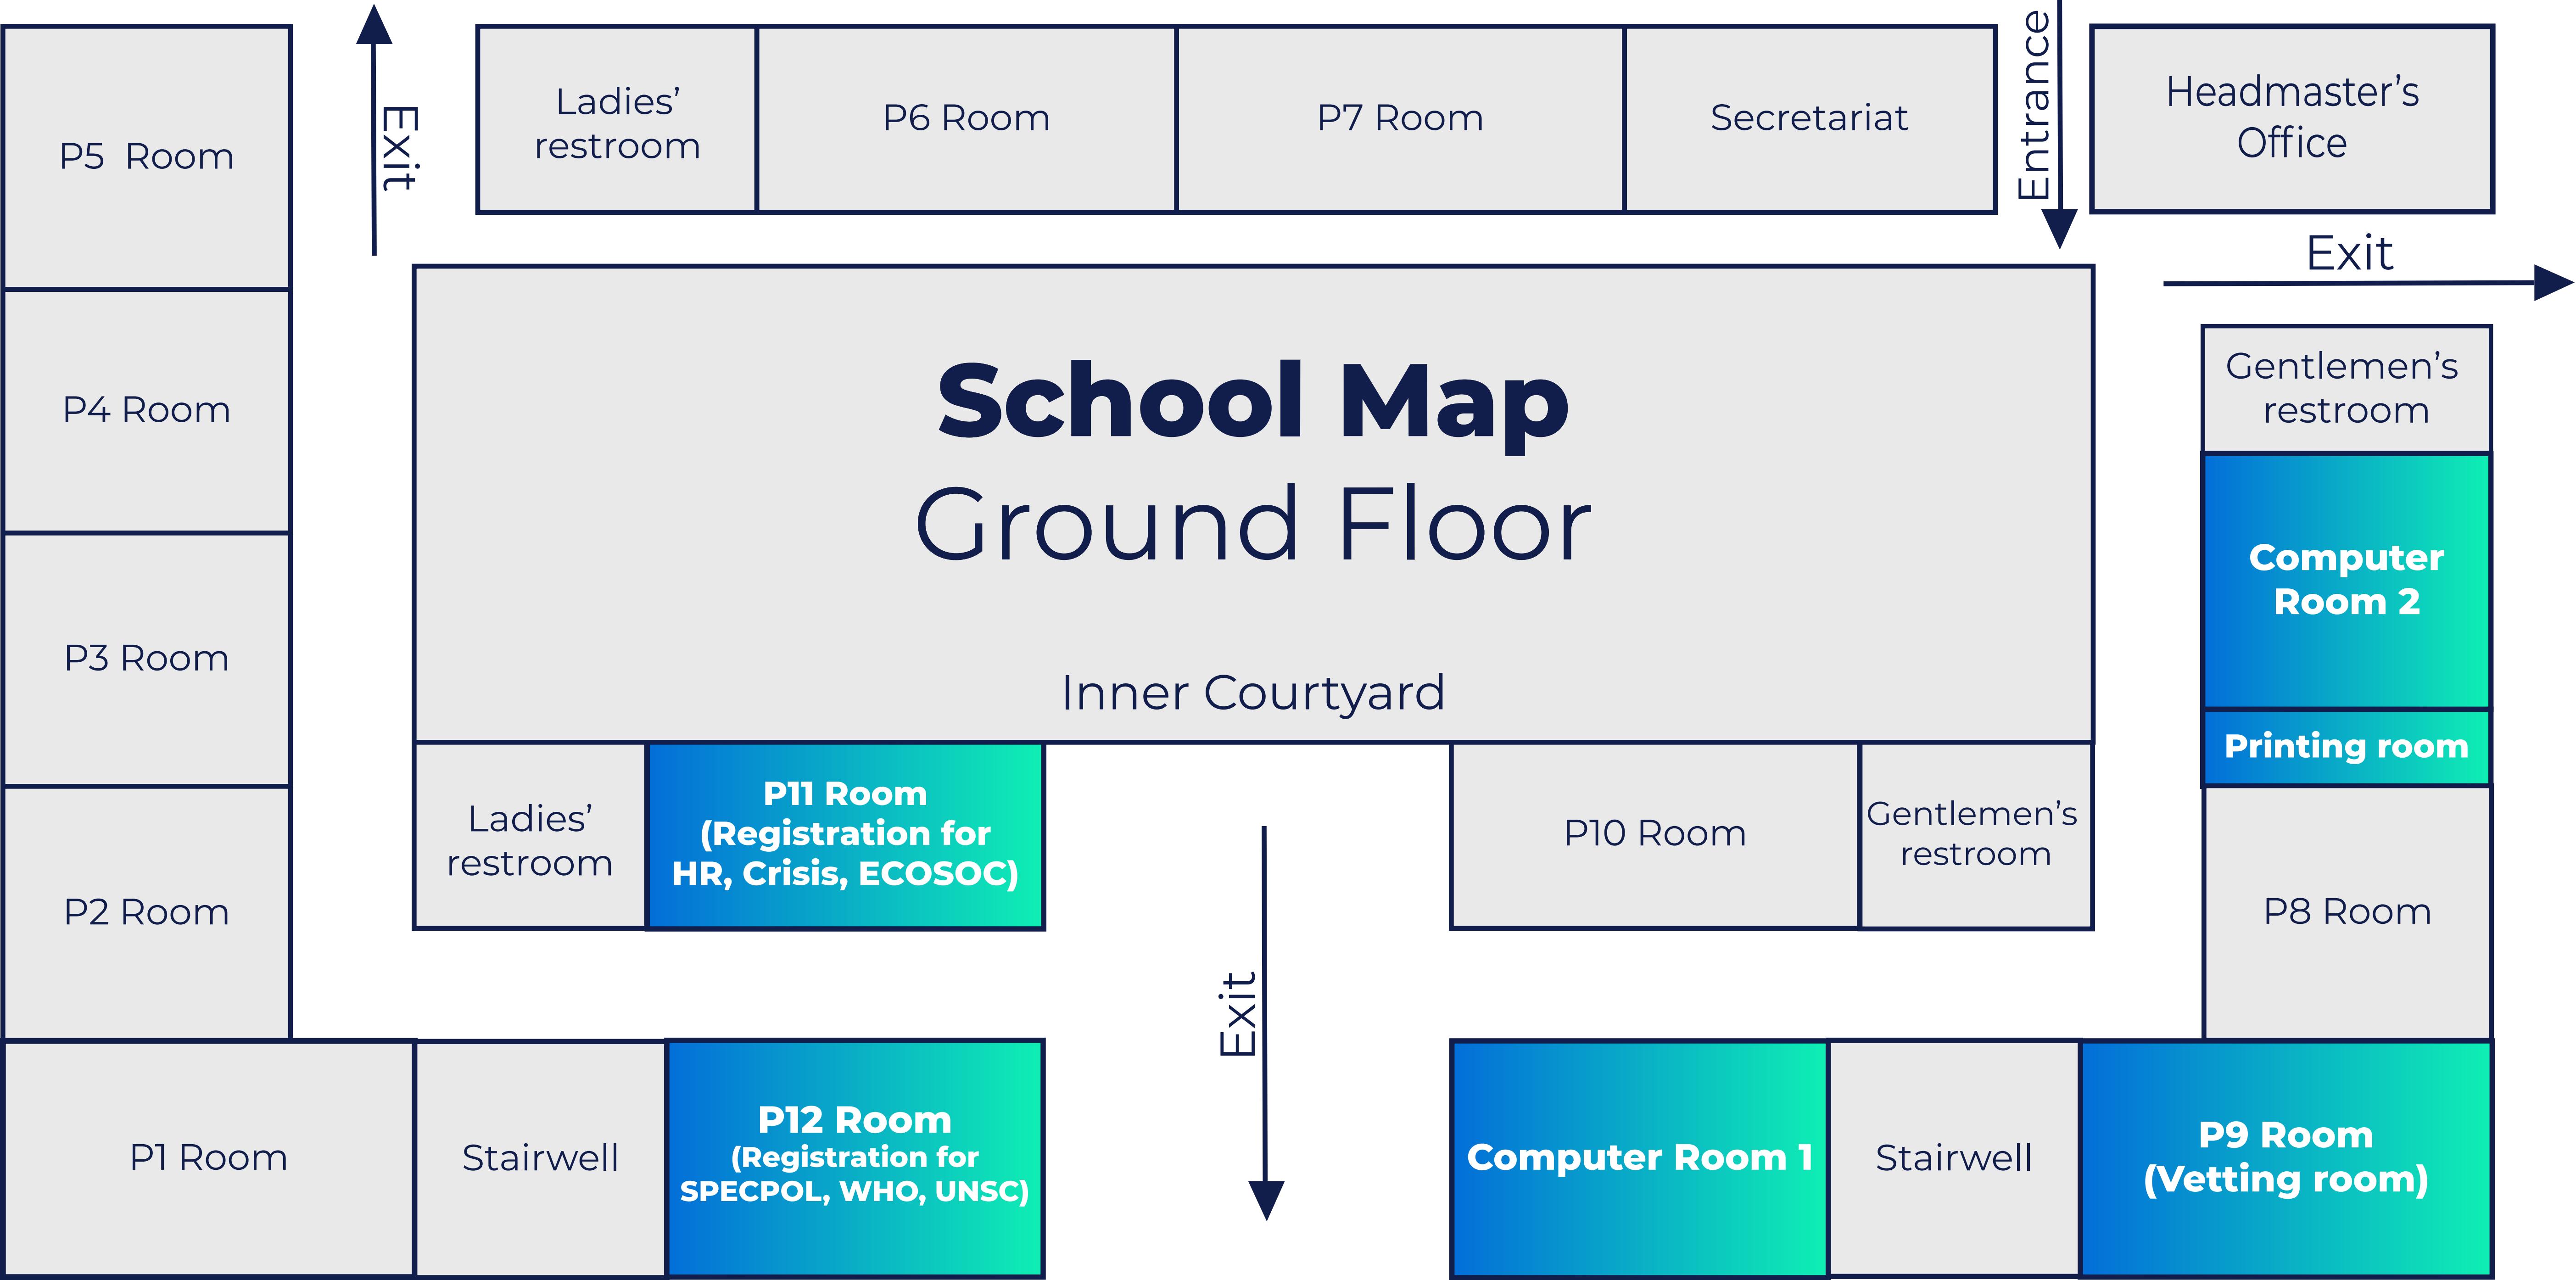 Exit
Entrance
Ladies’
restroom
P6 Room
P7 Room
Secretariat
Headmaster’s
Office
P5  Room
Exit
School Map
Ground Floor
Inner Courtyard
Gentlemen’s
restroom
P4 Room
Computer
Room 2
P3 Room
Printing room
Ladies’
restroom
P11 Room
(Registration for
HR, Crisis, ECOSOC)
P10 Room
Gentlemen’s
restroom
P2 Room
P8 Room
Exit
P1 Room
Stairwell
P12 Room
(Registration for
SPECPOL, WHO, UNSC)
Computer Room 1
Stairwell
P9 Room
(Vetting room)